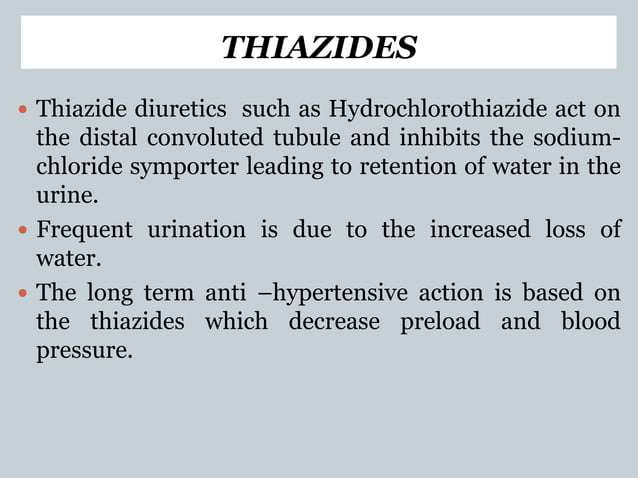 THIAZIDES
• Thiazide diuretics such as Hydrochlorothiazide act on
the distal convoluted tubule and inhibits the sodium-
chloride symporter leading to retention of water in the
urine.
• Frequent urination is due to the increased loss of
water.
• The long term anti –hypertensive action is based on
the thiazides which decrease preload and blood
pressure.